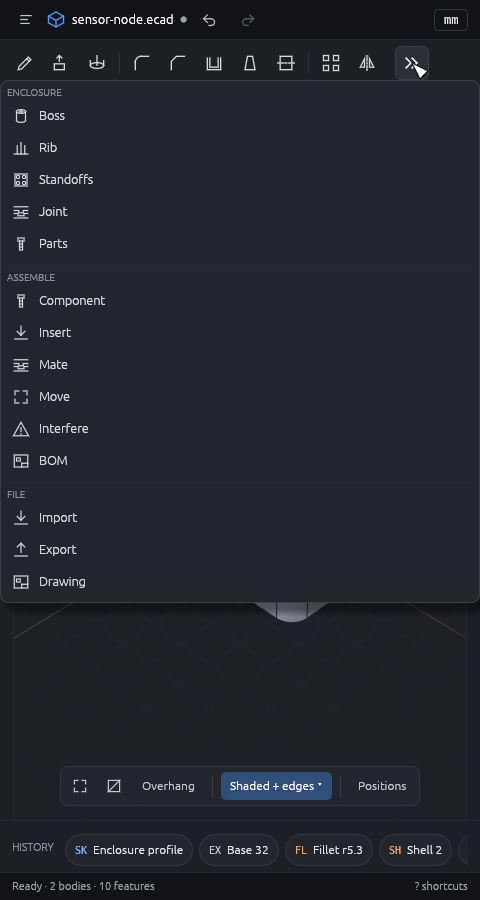 sensor-node.ecad
mm
ENCLOSURE
Boss
Rib
Standoffs
Joint
Parts
ASSEMBLE
Component
Insert
Mate
Move
Interfere
BOM
FILE
Import
Export
Drawing
Overhang
Shaded + edges
Positions
HISTORY
SK Enclosure profile
EX Base 32
FL Fillet r5.3
SH Shell 2
Ready · 2 bodies · 10 features
? shortcuts